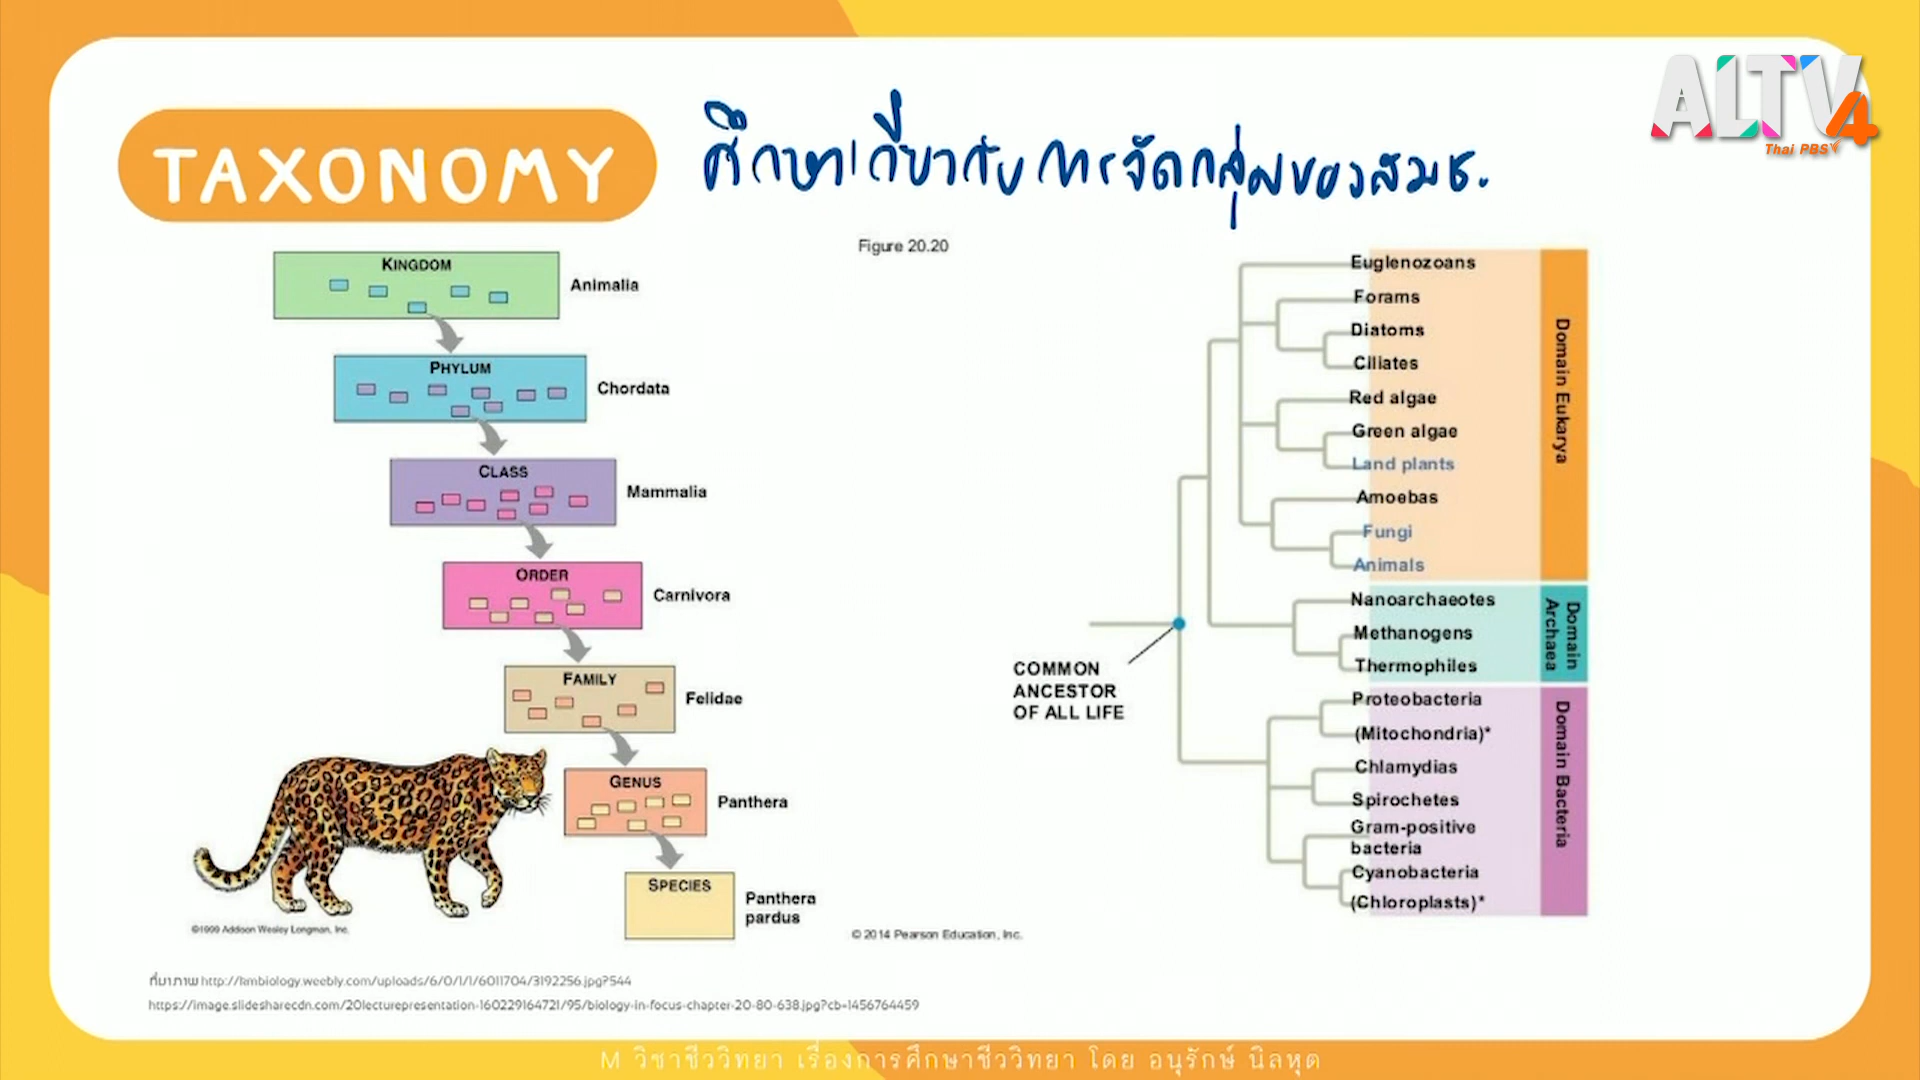 ALTV4
Thai PBS
TAXONOMY
ศึกษาเกี่ยวกับการจัดกลุ่มของสมช.
Figure 20.20
KINGDOM
Animalia
PHYLUM
Chordata
CLASS
Mammalia
ORDER
Carnivora
FAMILY
Felidae
GENUS
Panthera
SPECIES
Panthera
pardus
©1999 Addison Wesley Longman, Inc.
COMMON
ANCESTOR
OF ALL LIFE
Euglenozoans
Forams
Diatoms
Ciliates
Red algae
Green algae
Land plants
Amoebas
Fungi
Animals
Domain Eukarya
Nanoarchaeotes
Methanogens
Thermophiles
Domain
Archaea
Proteobacteria
(Mitochondria)*
Chlamydias
Spirochetes
Gram-positive
bacteria
Cyanobacteria
(Chloroplasts)*
Domain Bacteria
© 2014 Pearson Education, Inc.
ที่มาภาพ http://hmbiology.weebly.com/uploads/6/0/1/1/6011704/3192256.jpg?544
https://image.slidesharecdn.com/20lecturepresentation-160229164721/95/biology-in-focus-chapter-20-80-638.jpg?cb=1456764459
M วิชาชีววิทยา เรื่องการศึกษาชีววิทยา โดย อนุรักษ์ นิลหุต